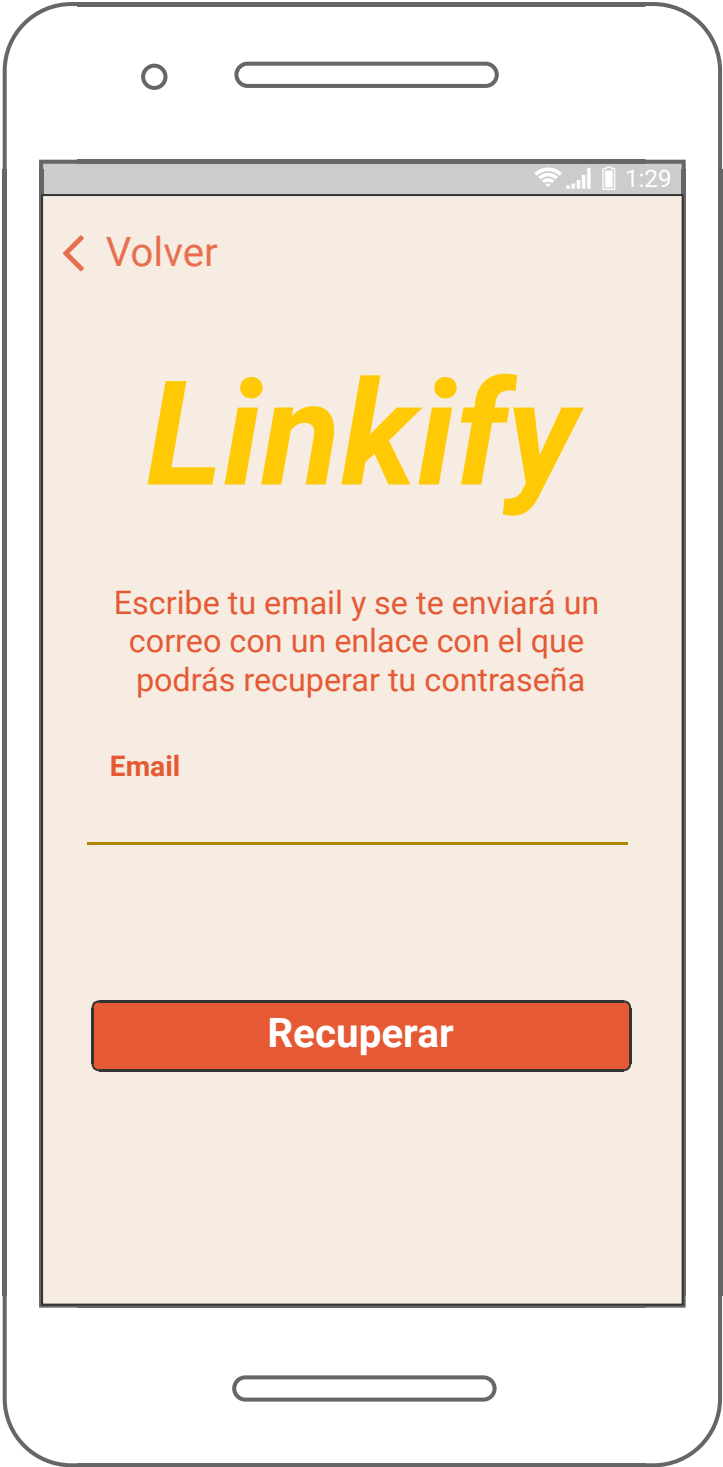 1:29
Volver
Linkify
Escribe tu email y se te enviará un
correo con un enlace con el que
podrás recuperar tu contraseña
Email
Recuperar